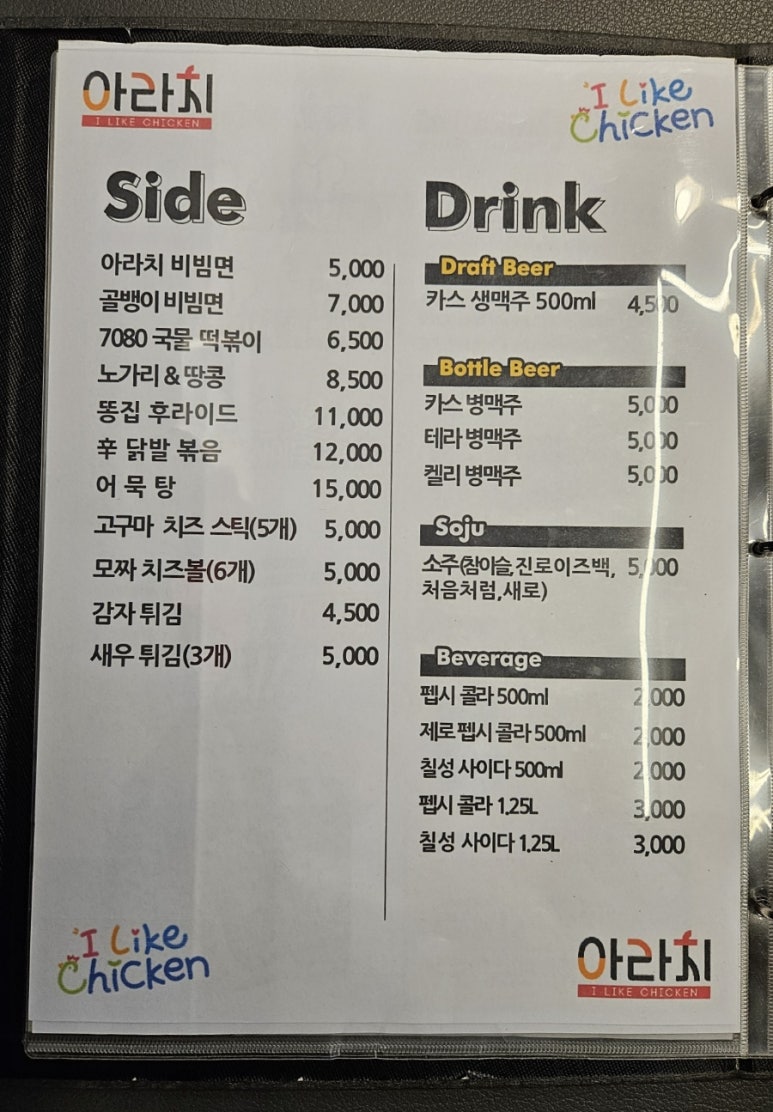 아라치
I LIKE CHICKEN
I Like
Chicken
Side
아라치 비빔면 5,000
골뱅이비빔면 7,000
7080 국물 떡볶이 6,500
노가리 & 땅콩 8,500
똥집 후라이드 11,000
辛 닭발 볶음 12,000
어 묵 탕 15,000
고구마 치즈 스틱(5개) 5,000
모짜 치즈볼(6개) 5,000
감자 튀김 4,500
새우 튀김(3개) 5,000
Drink
Draft Beer
카스 생맥주 500ml 4,500
Bottle Beer
카스 병맥주 5,000
테라 병맥주 5,000
켈리 병맥주 5,000
Soju
소주(참이슬,진로이즈백, 5,000
처음처럼,새로)
Beverage
펩시 콜라 500ml 2,000
제로 펩시 콜라 500ml 2,000
칠성 사이다 500ml 2,000
펩시 콜라 1.25L 3,000
칠성 사이다 1.25L 3,000
I Like
Chicken
아라치
I LIKE CHICKEN